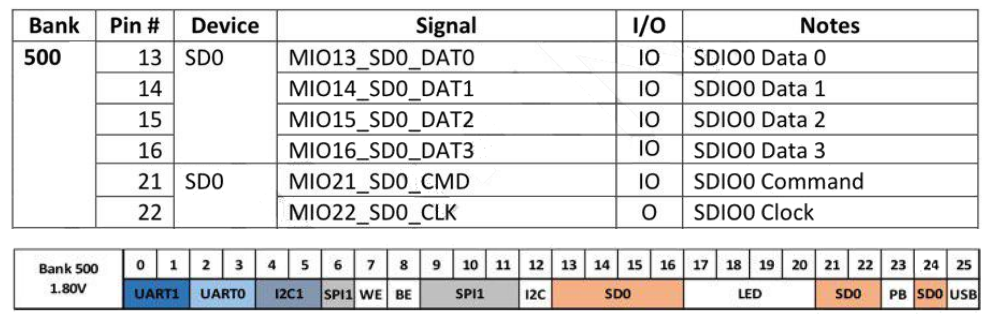 Bank Pin # Device Signal I/O Notes
500 13 SD0 MIO13_SD0_DAT0 IO SDIO0 Data 0
14 MIO14_SD0_DAT1 IO SDIO0 Data 1
15 MIO15_SD0_DAT2 IO SDIO0 Data 2
16 MIO16_SD0_DAT3 IO SDIO0 Data 3
21 SD0 MIO21_SD0_CMD IO SDIO0 Command
22 MIO22_SD0_CLK O SDIO0 Clock
Bank 500 0 1 2 3 4 5 6 7 8 9 10 11 12 13 14 15 16 17 18 19 20 21 22 23 24 25
1.80V UART1 UART0 I2C1 SPI1 WE BE SPI1 I2C SD0 LED SD0 PB SD0 USB